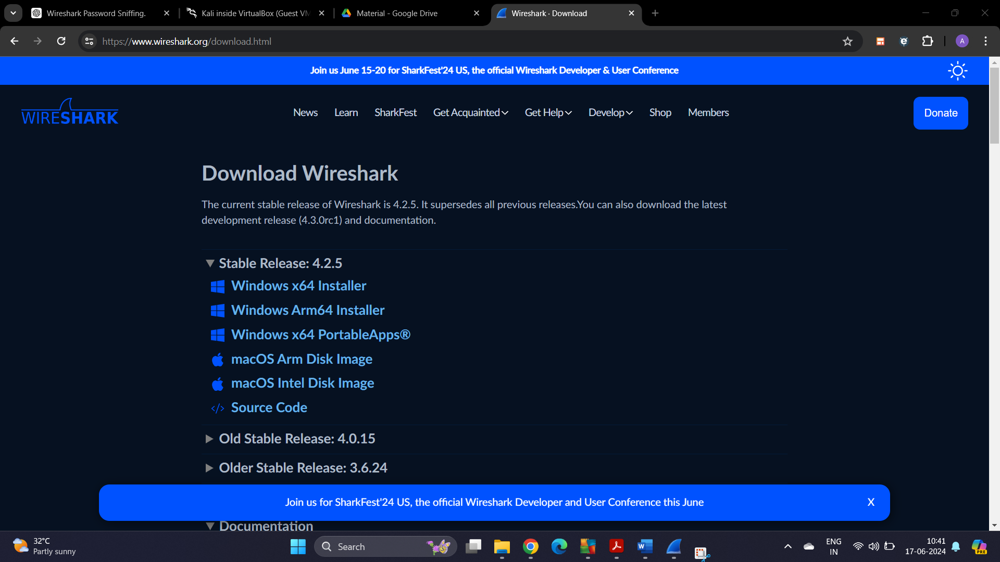 Wireshark Password Sniffing.
Kali inside VirtualBox (Guest VM
Material - Google Drive
Wireshark · Download
https://www.wireshark.org/download.html
A
Join us June 15-20 for SharkFest'24 US, the official Wireshark Developer & User Conference
WIRESHARK
News
Learn
SharkFest
Get Acquainted
Get Help
Develop
Shop
Members
Donate
Download Wireshark
The current stable release of Wireshark is 4.2.5. It supersedes all previous releases.You can also download the latest
development release (4.3.0rc1) and documentation.
Stable Release: 4.2.5
Windows x64 Installer
Windows Arm64 Installer
Windows x64 PortableApps®
macOS Arm Disk Image
macOS Intel Disk Image
</> Source Code
Old Stable Release: 4.0.15
Older Stable Release: 3.6.24
Join us for SharkFest'24 US, the official Wireshark Developer and User Conference this June
X
Documentation
32°C
Partly sunny
Search
W
ENG
IN
10:41
17-06-2024
PRE